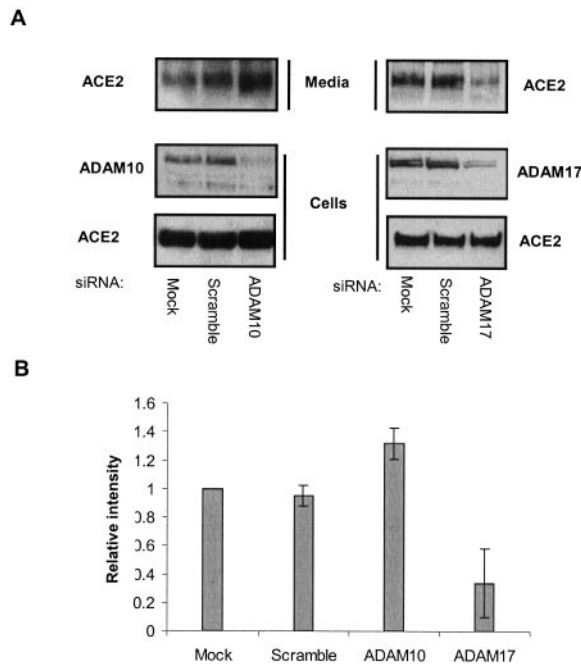 A
ACE2 Media ACE2
ADAM10 ADAM17
Cells
ACE2 ACE2
siRNA: Mock Scramble ADAM10 siRNA: Mock Scramble ADAM17
B
Relative intensity
1.6
1.4
1.2
1
0.8
0.6
0.4
0.2
0
Mock Scramble ADAM10 ADAM17